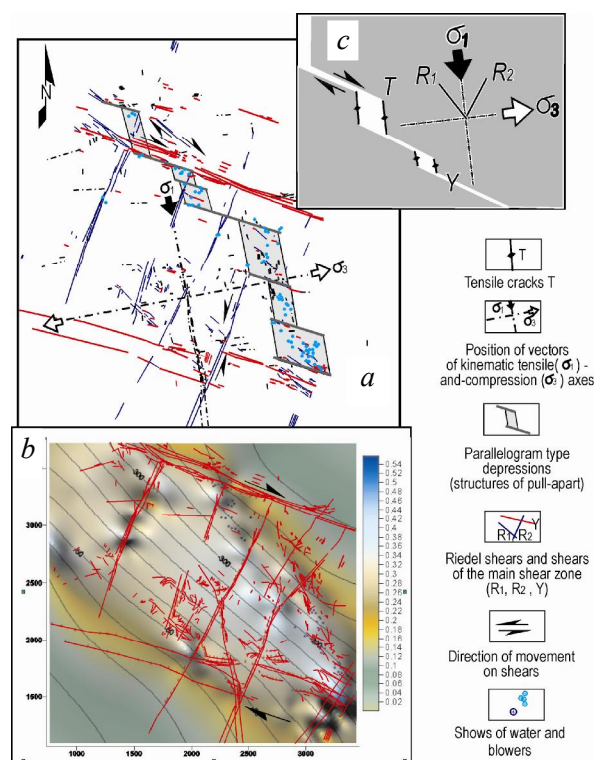 c
σ1
R1
R2
T
σ3
Y
N
σ1
σ3
a
T
Tensile cracks T
σ1
σ3
Position of vectors
of kinematic tensile( σ1 ) -
and-compression (σ2 ) axes
Parallelogram type
depressions
(structures of pull-apart)
R1
R2
Y
Riedel shears and shears
of the main shear zone
(R1, R2 , Y)
Direction of movement
on shears
Shows of water and
blowers
b
-300
-300
3000
2500
2000
1500
1000
1500
2000
2500
3000
0.54
0.52
0.5
0.48
0.46
0.44
0.42
0.4
0.38
0.36
0.34
0.32
0.3
0.28
0.26
0.24
0.22
0.2
0.18
0.16
0.14
0.12
0.1
0.08
0.06
0.04
0.02